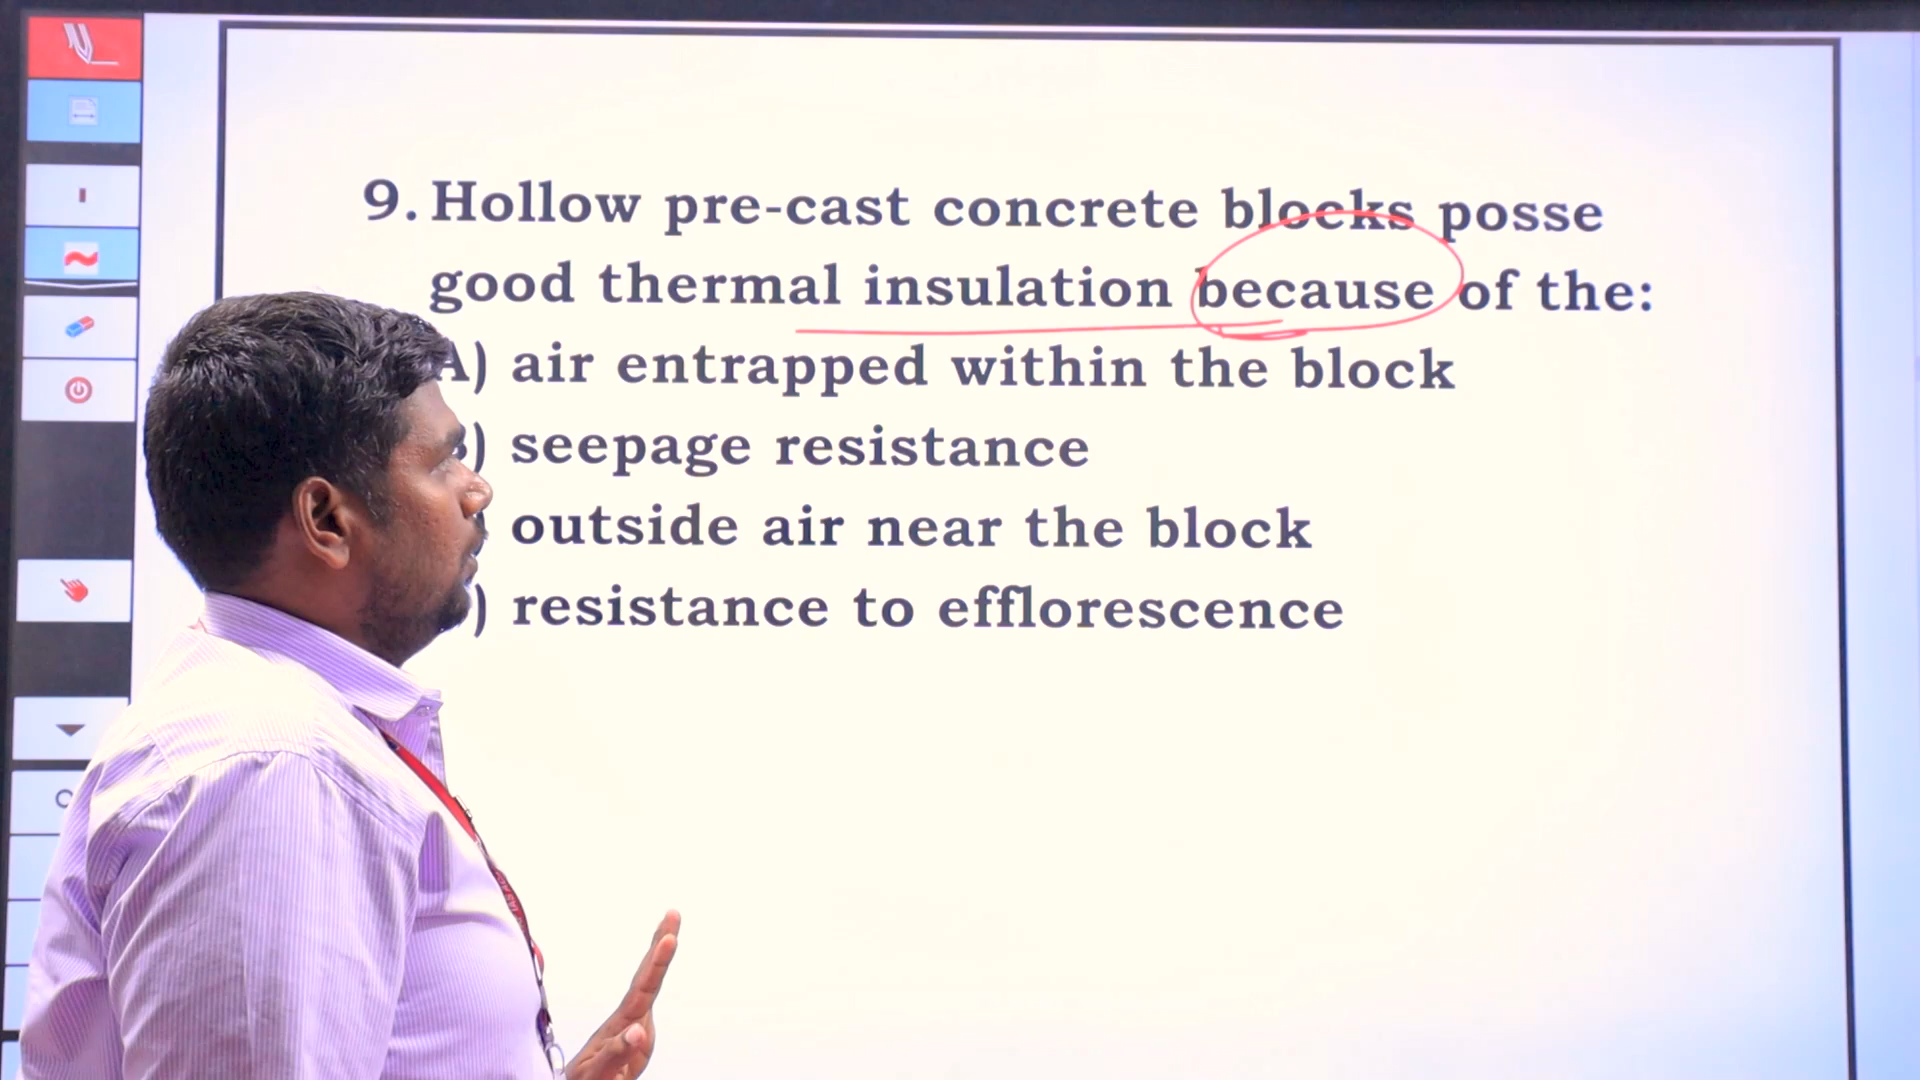 9. Hollow pre-cast concrete blocks posse
good thermal insulation because of the:
A) air entrapped within the block
) seepage resistance
outside air near the block
) resistance to efflorescence